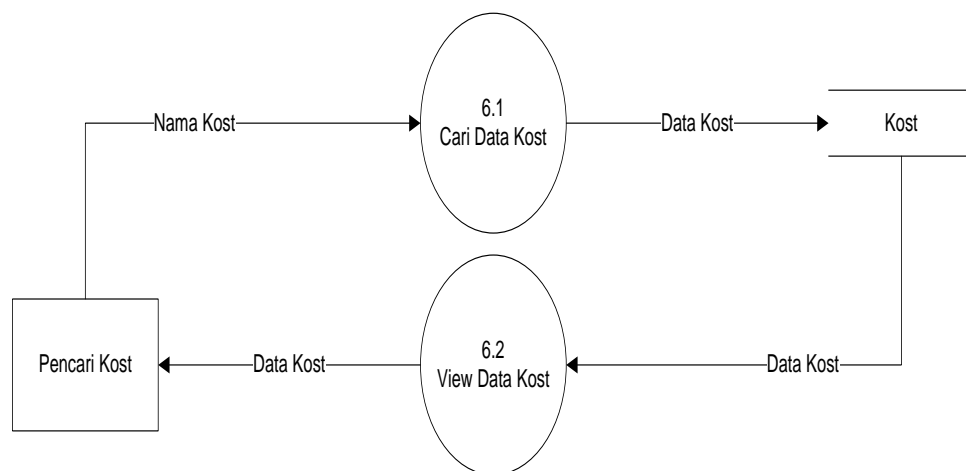 Nama Kost
6.1
Cari Data Kost
Data Kost
Kost
Pencari Kost
Data Kost
6.2
View Data Kost
Data Kost